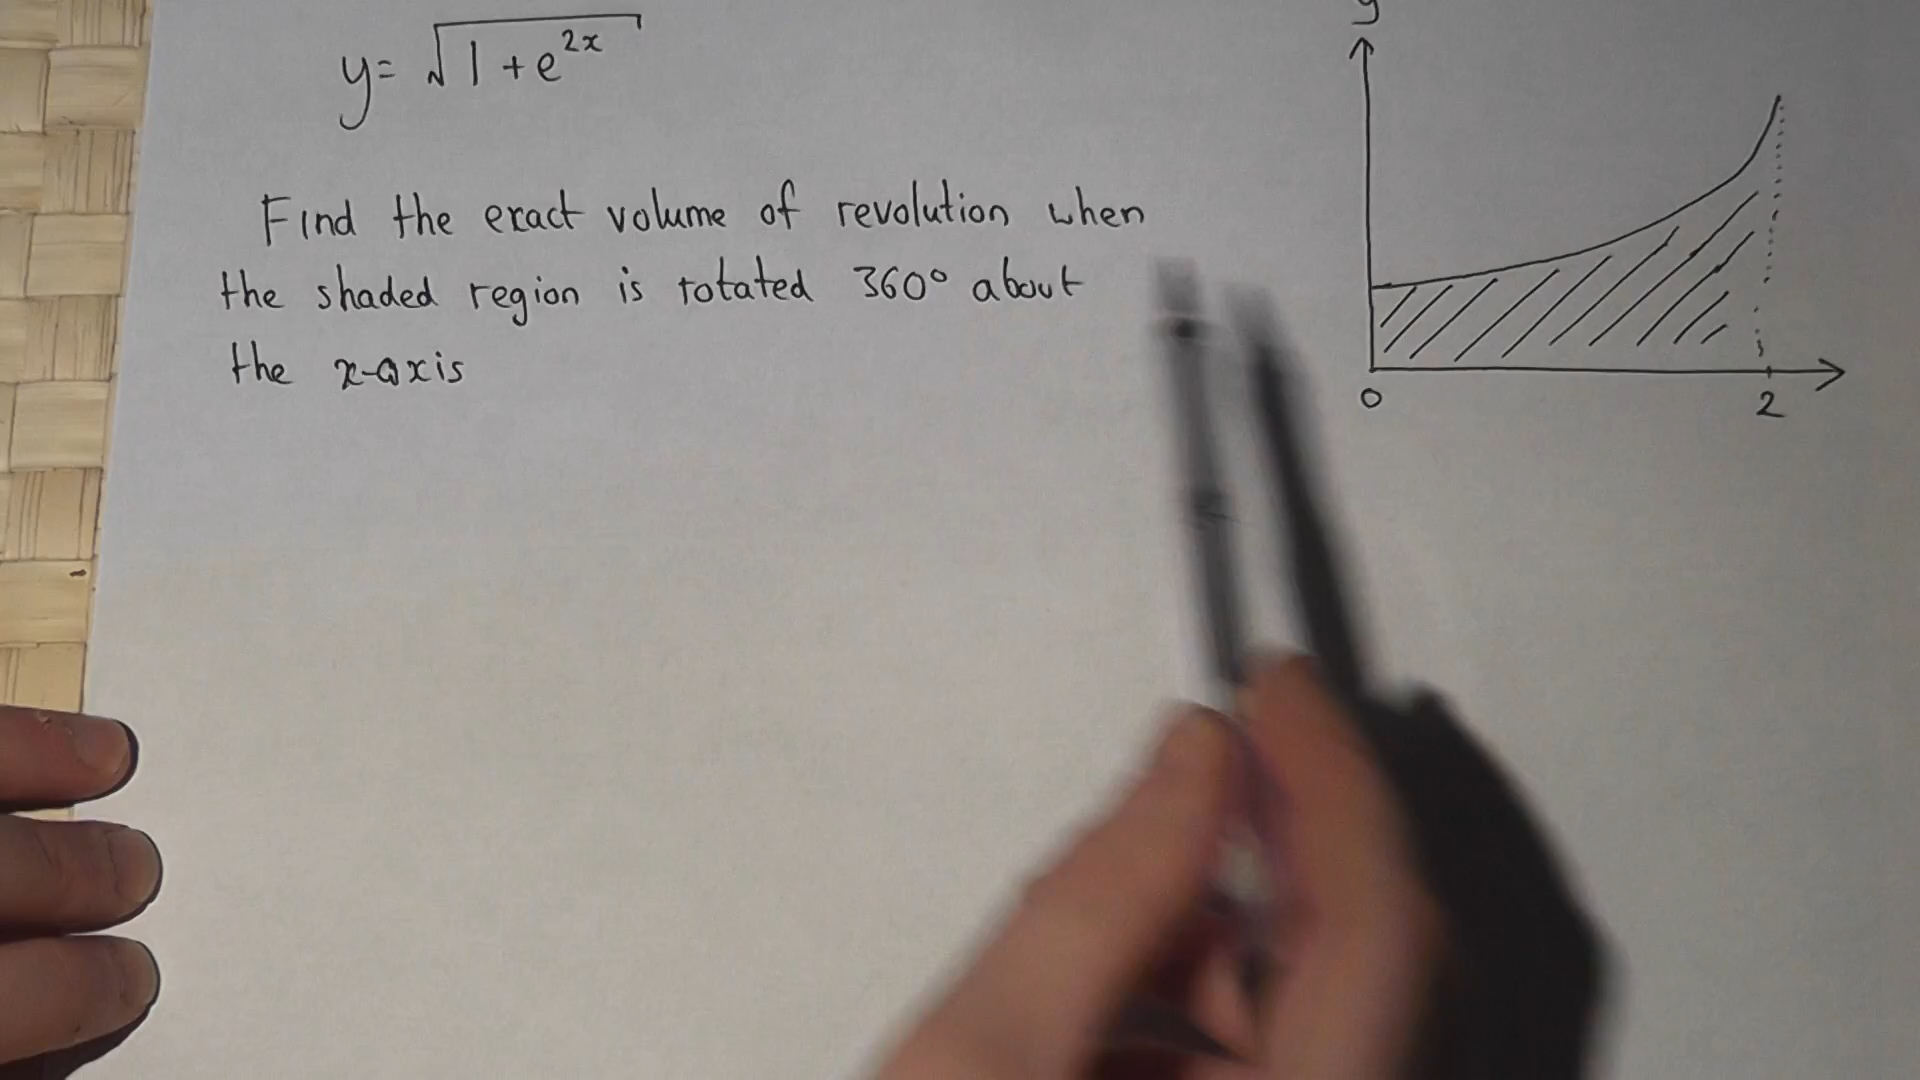 y = √1 + e^2x
Find the exact volume of revolution when
the shaded region is rotated 360° about
the x-axis
y
0
2